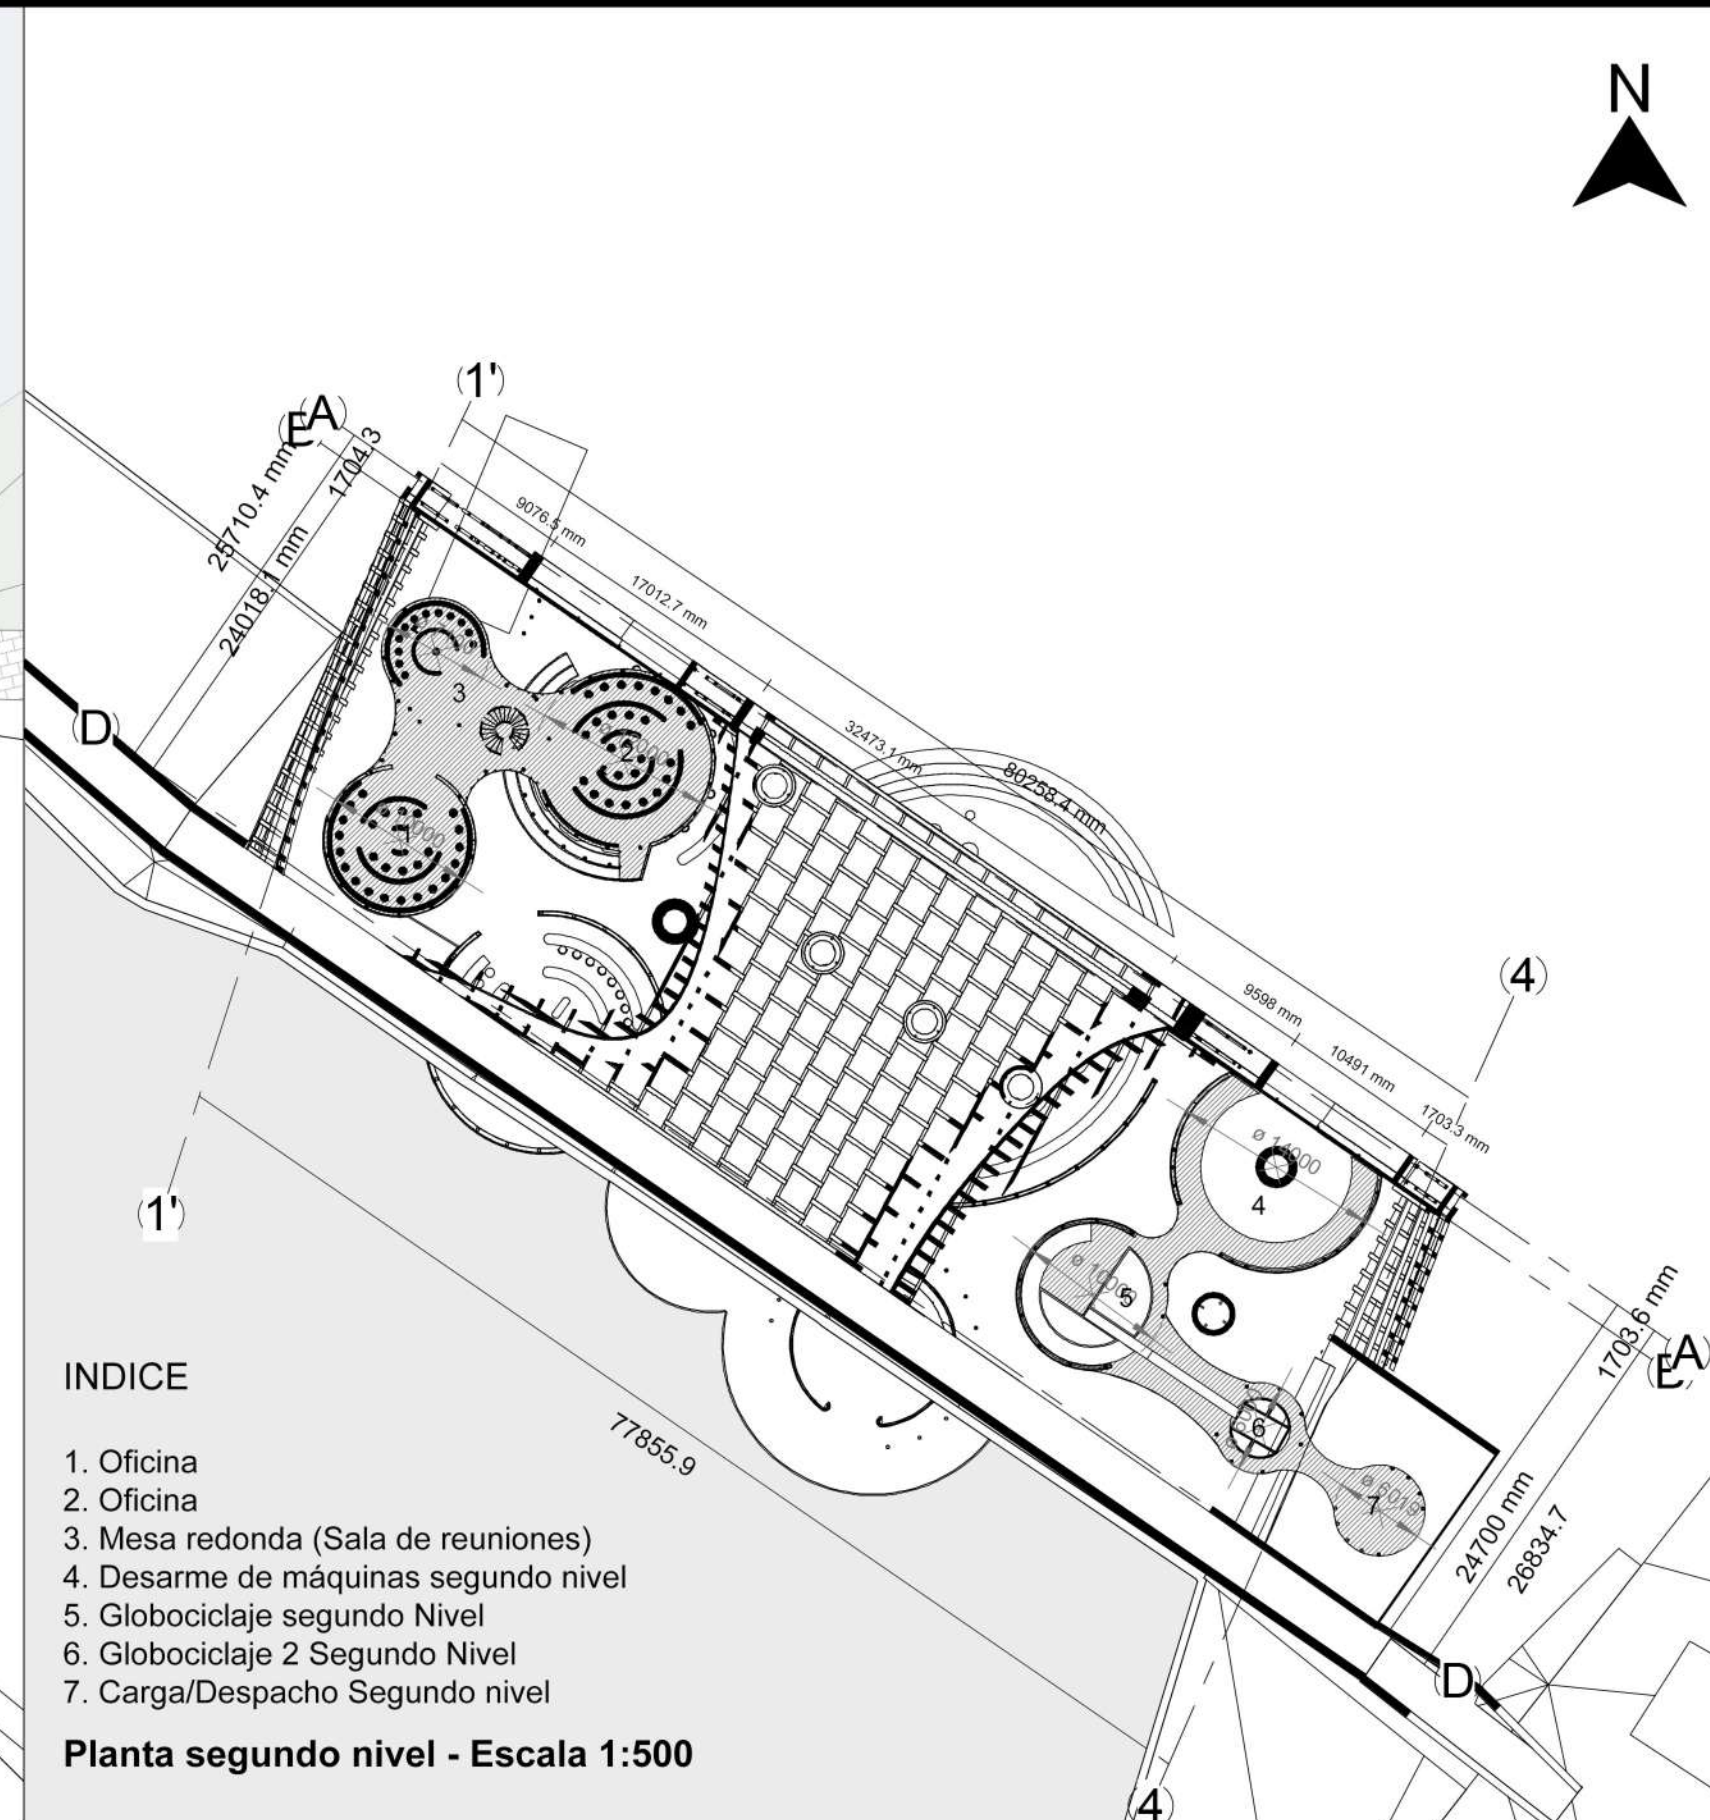 N
(1')
(A)
(E)
1704.3
25710.4 mm
24018.1 mm
9076.5 mm
17012.7 mm
32473.1 mm
80258.4 mm
9598 mm
10491 mm
1703.3 mm
(4)
(D)
3
2
1
ø 14000
4
5
6
ø 6019
7
(1')
77855.9
1703.6 mm
(A)
(E)
24700 mm
26834.7
(D)
(4)
INDICE
1. Oficina
2. Oficina
3. Mesa redonda (Sala de reuniones)
4. Desarme de máquinas segundo nivel
5. Globociclaje segundo Nivel
6. Globociclaje 2 Segundo Nivel
7. Carga/Despacho Segundo nivel
Planta segundo nivel - Escala 1:500